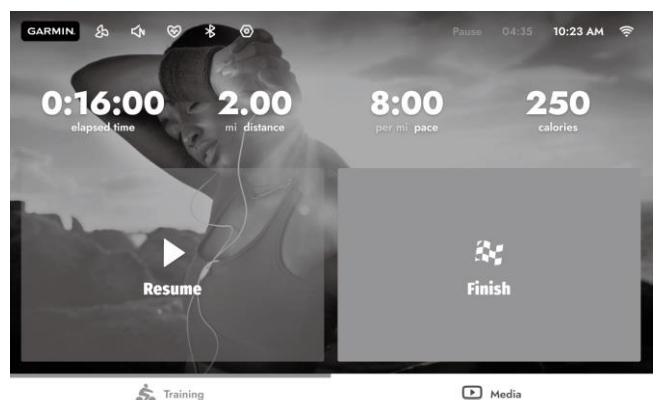 GARMIN. Pause 04:35 10:23 AM
0:16:00 2.00 8:00 250
elapsed time mi distance per mi pace calories
Resume Finish
Training Media